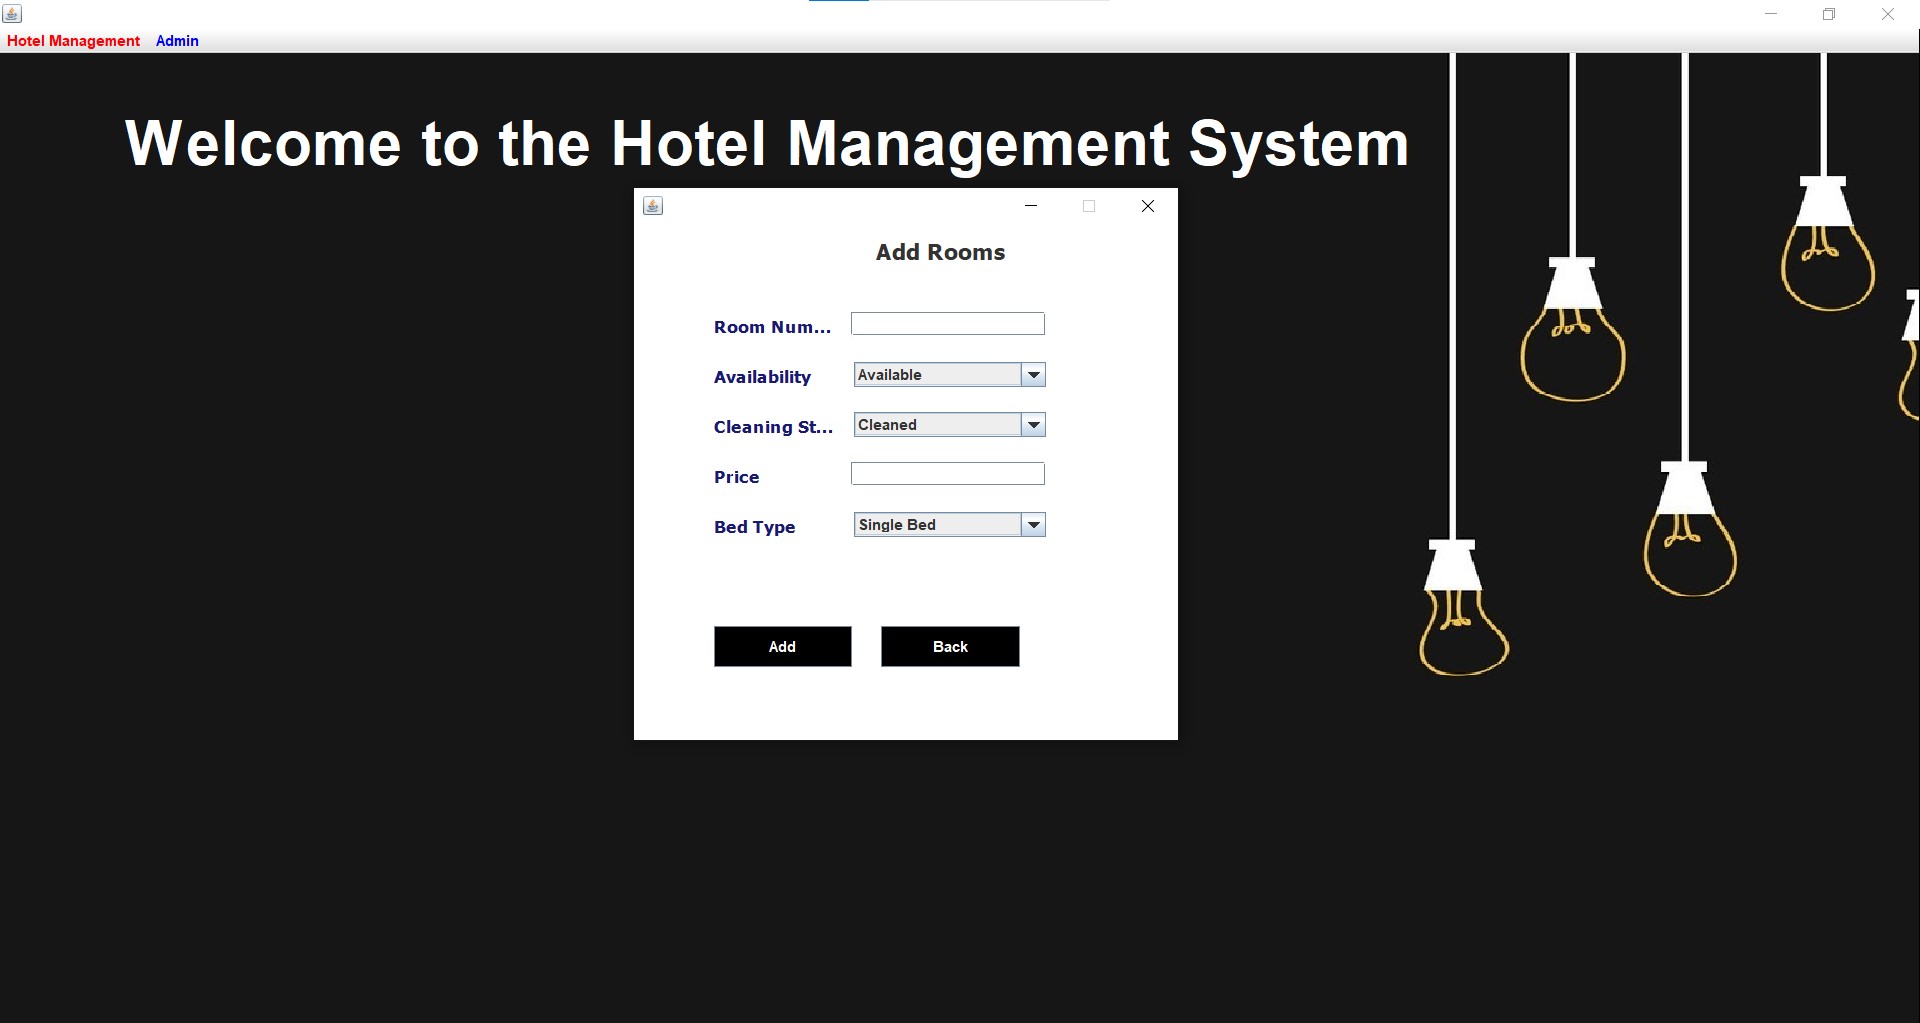 Hotel Management Admin
Welcome to the Hotel Management System
Add Rooms
Room Num...
Availability Available
Cleaning St... Cleaned
Price
Bed Type Single Bed
Add Back